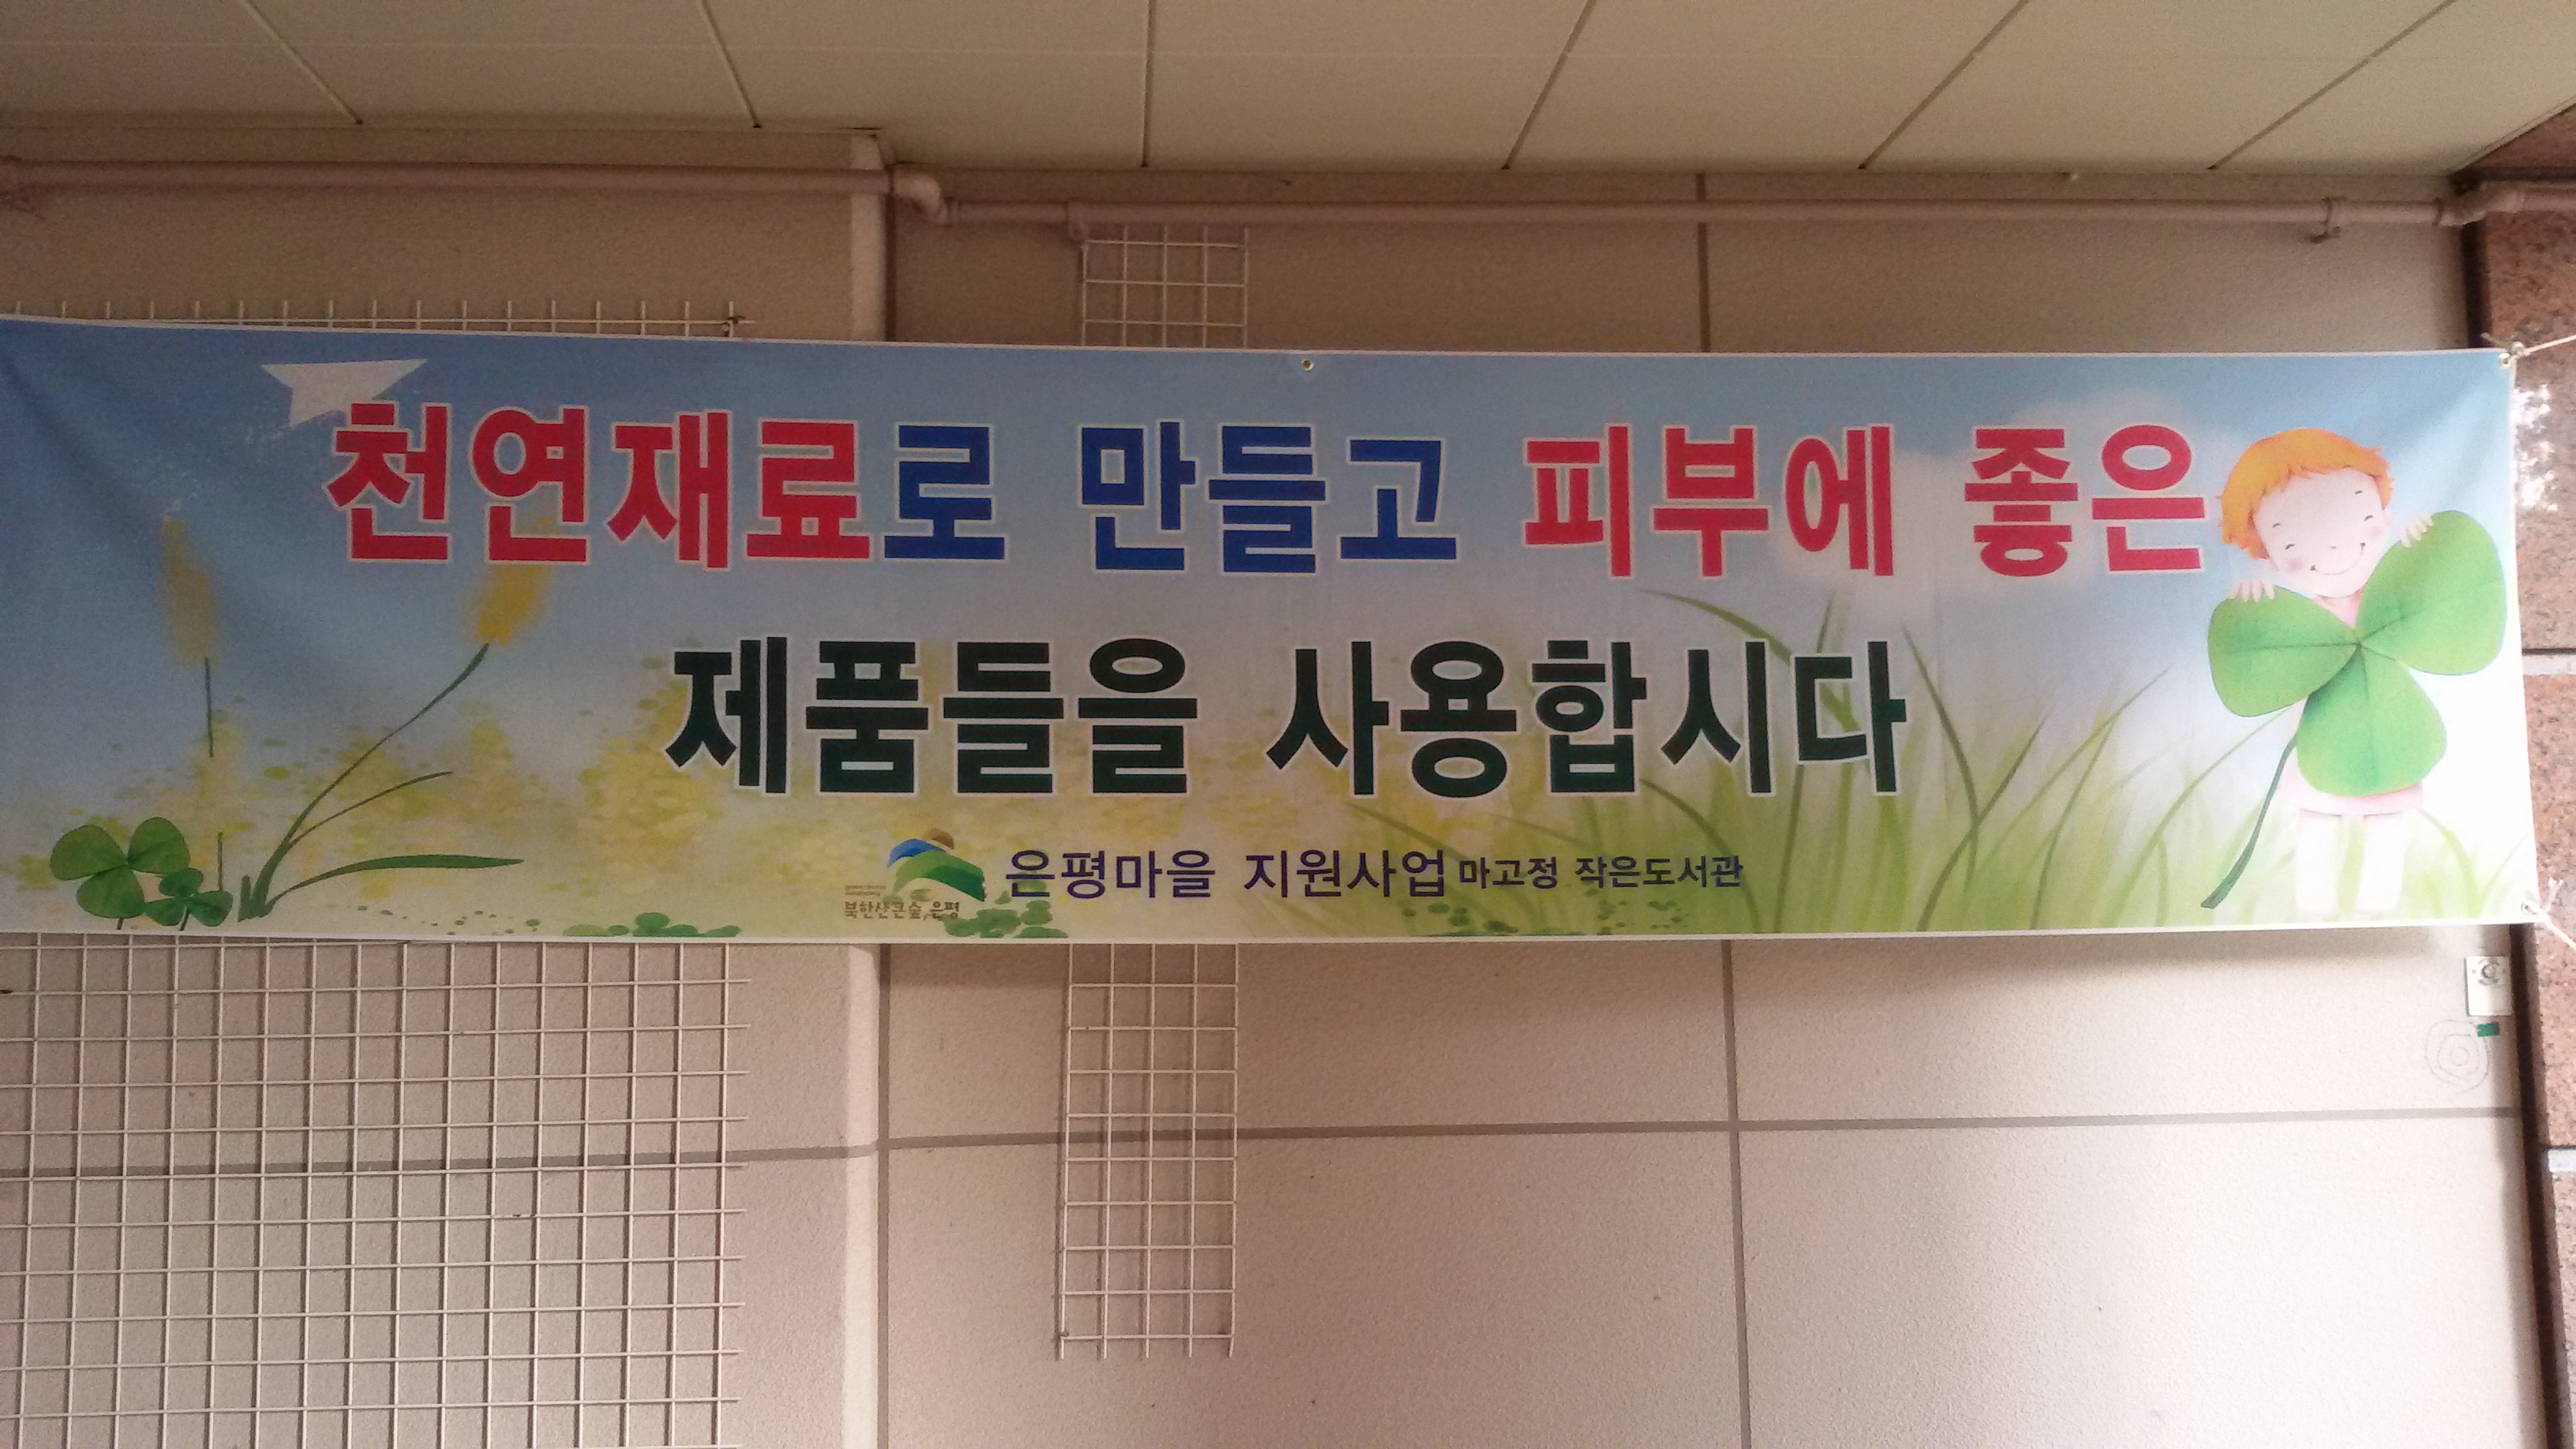 천연재료로 만들고 피부에 좋은
제품들을 사용합시다
은평마을 지원사업 마고정 작은도서관
북한산큰숲, 은평